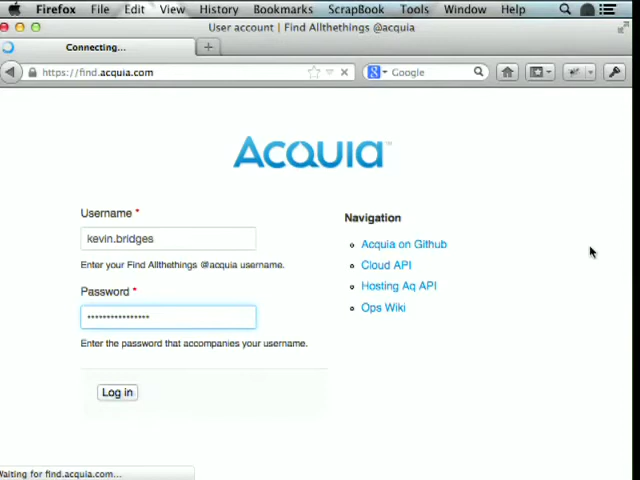 Firefox File Edit View History Bookmarks ScrapBook Tools Window Help
User account | Find Allthethings @acquia
Connecting...
https://find.acquia.com
Google
Acquia
Username *
kevin.bridges
Enter your Find Allthethings @acquia username.
Password *
Enter the password that accompanies your username.
Log in
Navigation
Acquia on Github
Cloud API
Hosting Aq API
Ops Wiki
Waiting for find.acquia.com...